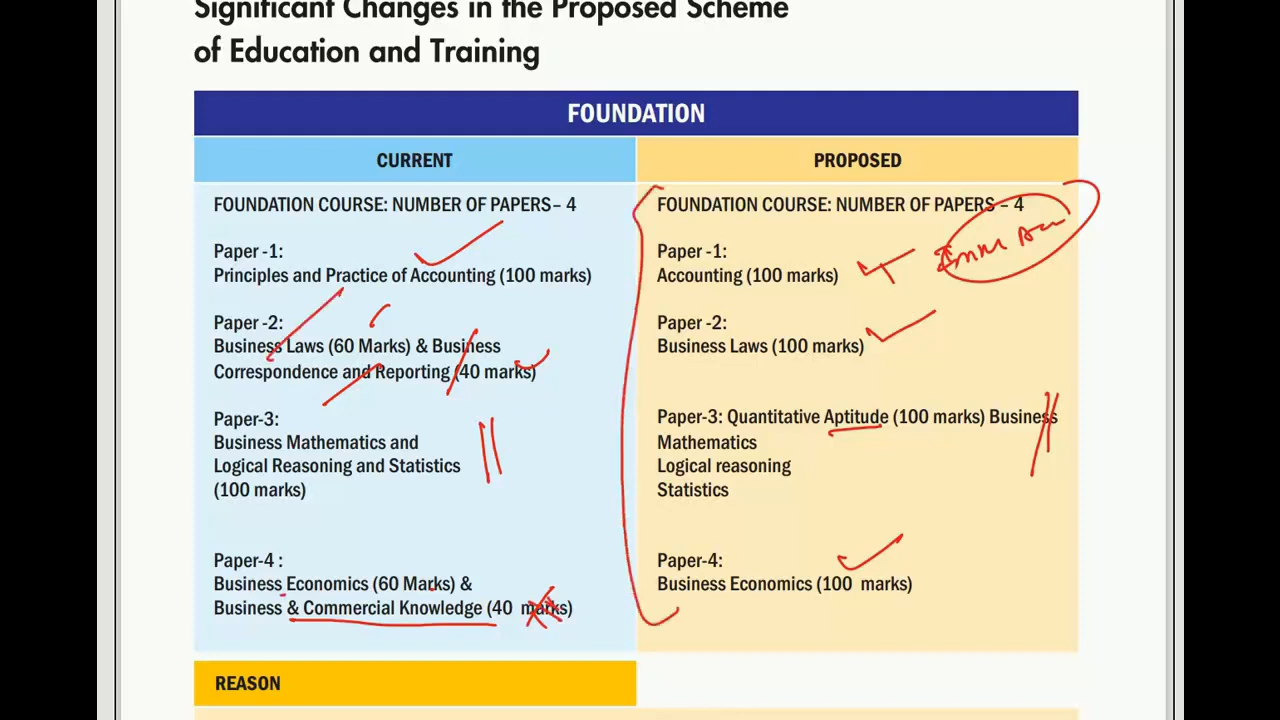 Significant Changes in the Proposed Scheme
of Education and Training
FOUNDATION
CURRENT
PROPOSED
FOUNDATION COURSE: NUMBER OF PAPERS– 4
Paper -1:
Principles and Practice of Accounting (100 marks)
Paper -2:
Business Laws (60 Marks) & Business
Correspondence and Reporting (40 marks)
Paper-3:
Business Mathematics and
Logical Reasoning and Statistics
(100 marks)
Paper-4 :
Business Economics (60 Marks) &
Business & Commercial Knowledge (40 marks)
FOUNDATION COURSE: NUMBER OF PAPERS – 4
Paper -1:
Accounting (100 marks)
Paper -2:
Business Laws (100 marks)
Paper-3: Quantitative Aptitude (100 marks) Business
Mathematics
Logical reasoning
Statistics
Paper-4:
Business Economics (100 marks)
REASON